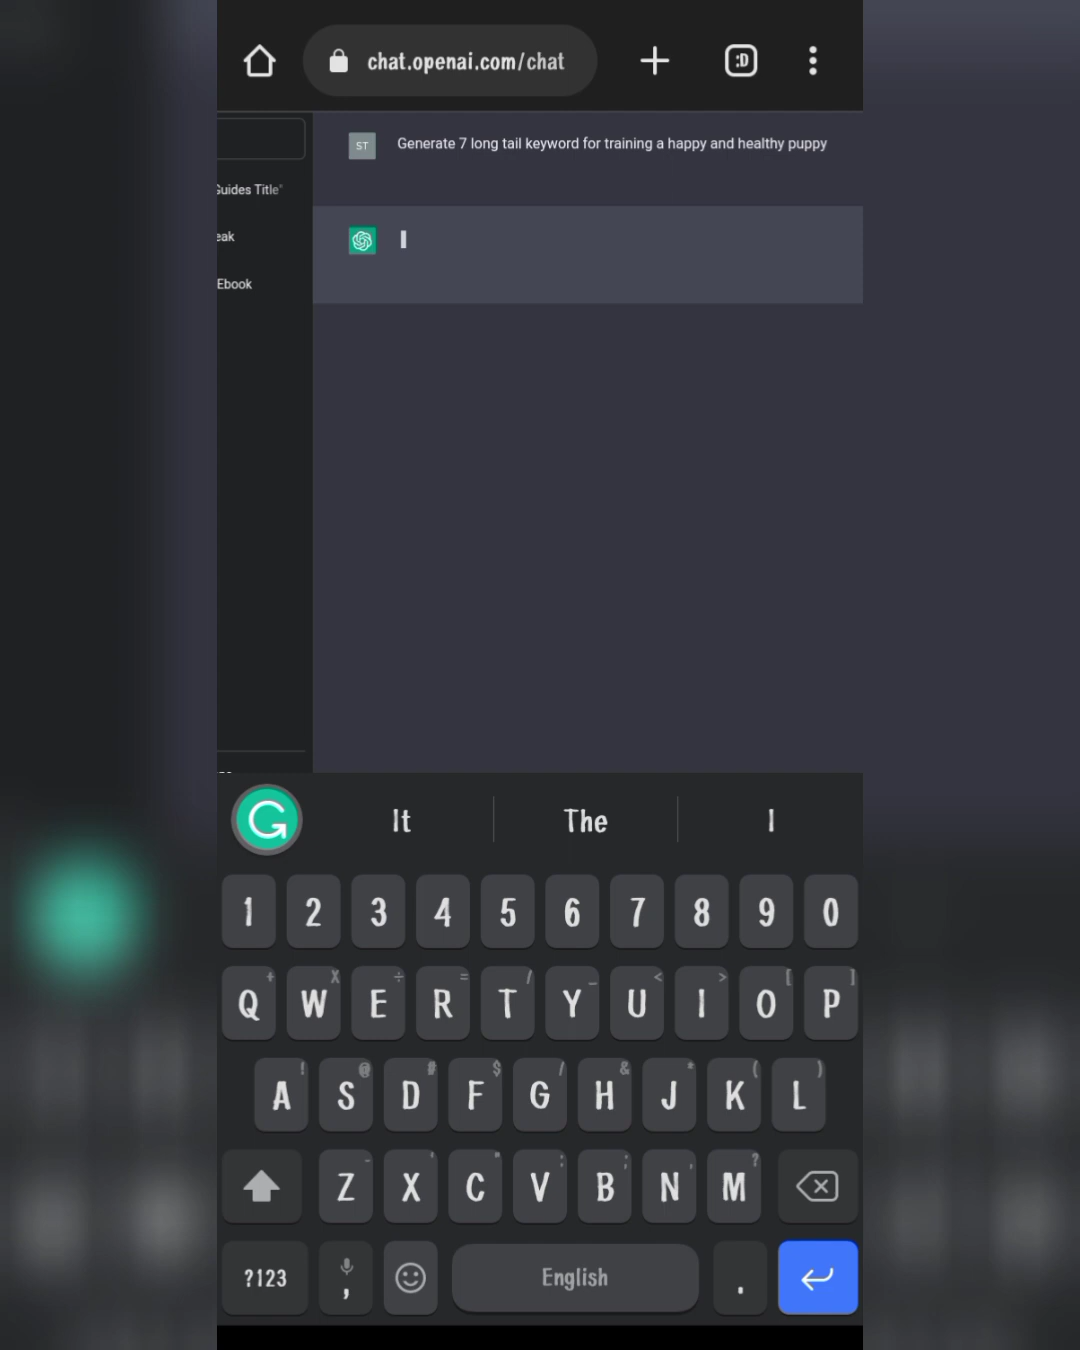 chat.openai.com/chat
:D
ST
Generate 7 long tail keyword for training a happy and healthy puppy
Guides Title"
eak
Ebook
It
The
I
1 2 3 4 5 6 7 8 9 0
+ X ÷ = / _ < > [ ]
Q W E R T Y U I O P
! @ # $ / & * ( )
A S D F G H J K L
- ' " : ; , ?
Z X C V B N M
?123
,
English
.